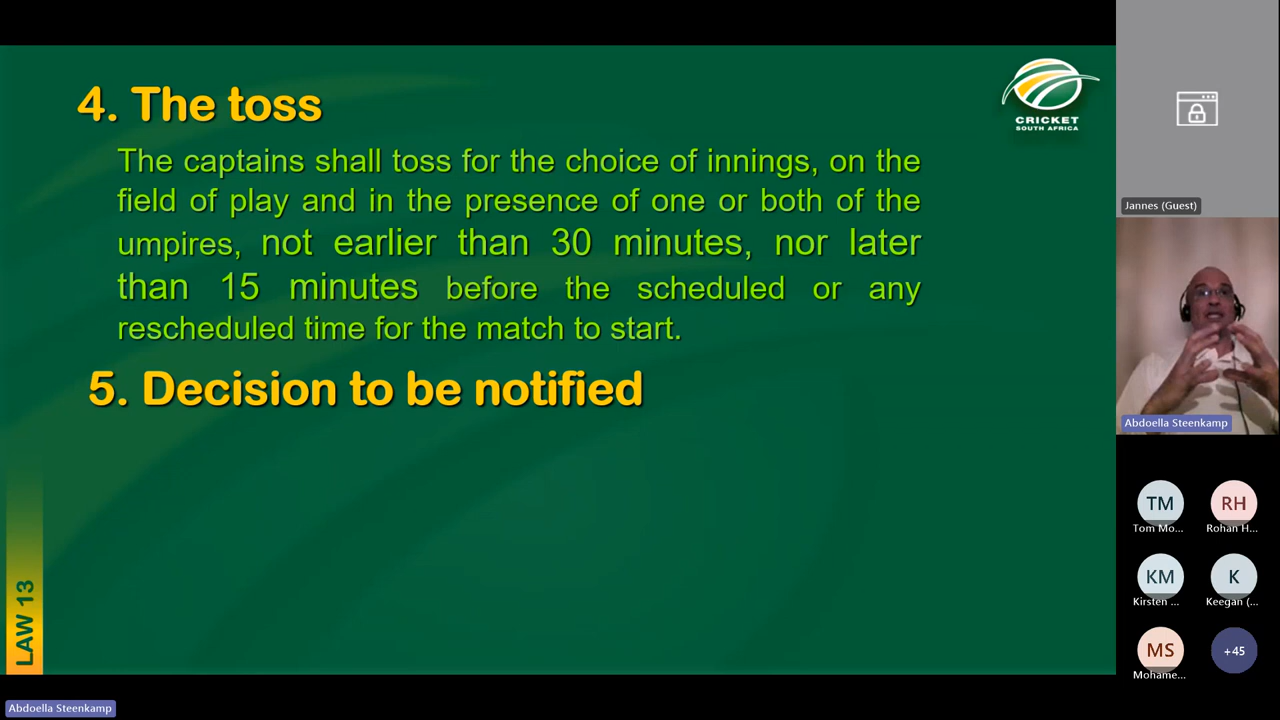 4. The toss
The captains shall toss for the choice of innings, on the
field of play and in the presence of one or both of the
umpires, not earlier than 30 minutes, nor later
than 15 minutes before the scheduled or any
rescheduled time for the match to start.
5. Decision to be notified
LAW 13
CRICKET
SOUTH AFRICA
Jannes (Guest)
Abdoella Steenkamp
TM
Tom Mo...
RH
Rohan H...
KM
Kirsten ...
K
Keegan (...
MS
Mohame...
+45
Abdoella Steenkamp